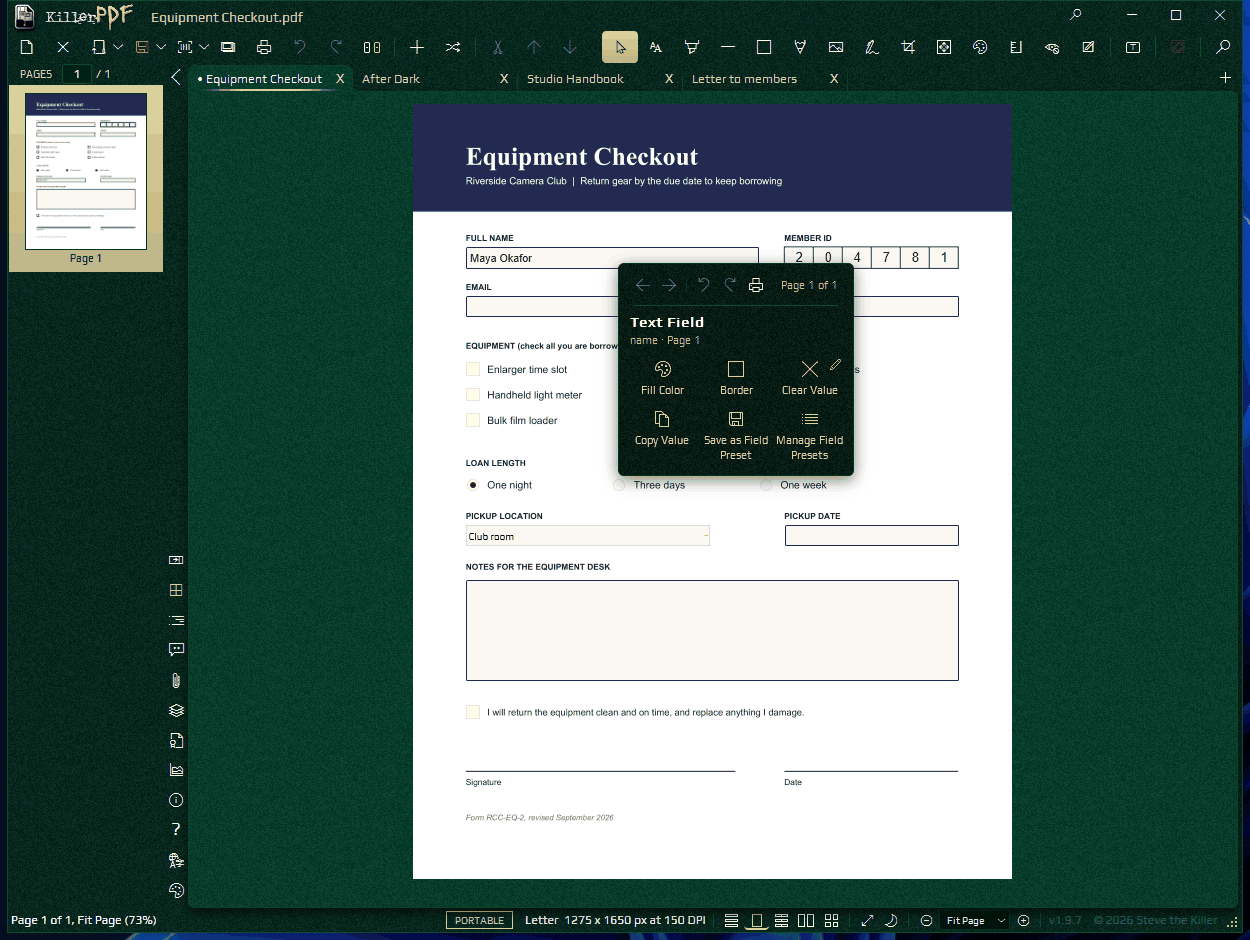 KillerPDF Equipment Checkout.pdf
PAGES 1 / 1
• Equipment Checkout X After Dark X Studio Handbook X Letter to members X
Page 1
Equipment Checkout
Riverside Camera Club | Return gear by the due date to keep borrowing
FULL NAME MEMBER ID
Maya Okafor 2 0 4 7 8 1
EMAIL
EQUIPMENT (check all you are borrow
Enlarger time slot s
Handheld light meter
Bulk film loader
Page 1 of 1
Text Field
name · Page 1
Fill Color Border Clear Value
Copy Value Save as Field Preset Manage Field Presets
LOAN LENGTH
One night Three days One week
PICKUP LOCATION PICKUP DATE
Club room
NOTES FOR THE EQUIPMENT DESK
I will return the equipment clean and on time, and replace anything I damage.
Signature Date
Form RCC-EQ-2, revised September 2026
Page 1 of 1, Fit Page (73%) PORTABLE Letter 1275 x 1650 px at 150 DPI Fit Page v1.9.7 © 2026 Steve the Killer